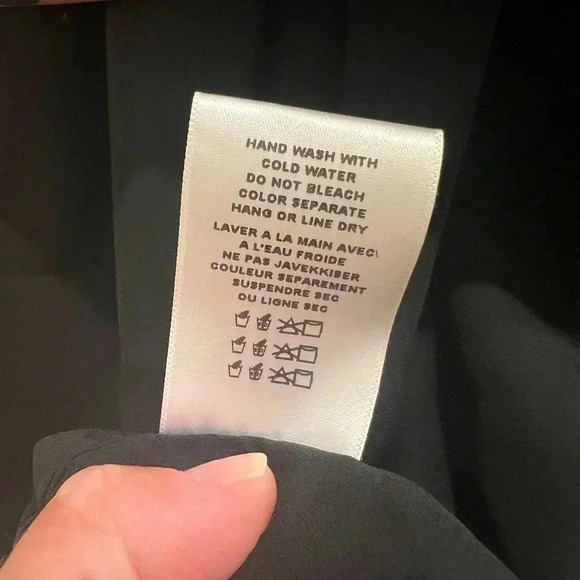 HAND WASH WITH
COLD WATER
DO NOT BLEACH
COLOR SEPARATE
HANG OR LINE DRY
LAVER A LA MAIN AVEC\
A L'EAU FROIDE
NE PAS JAVEKKISER
COULEUR SEPAREMENT
SUSPENDRE SEC
OU LIGNE SEC